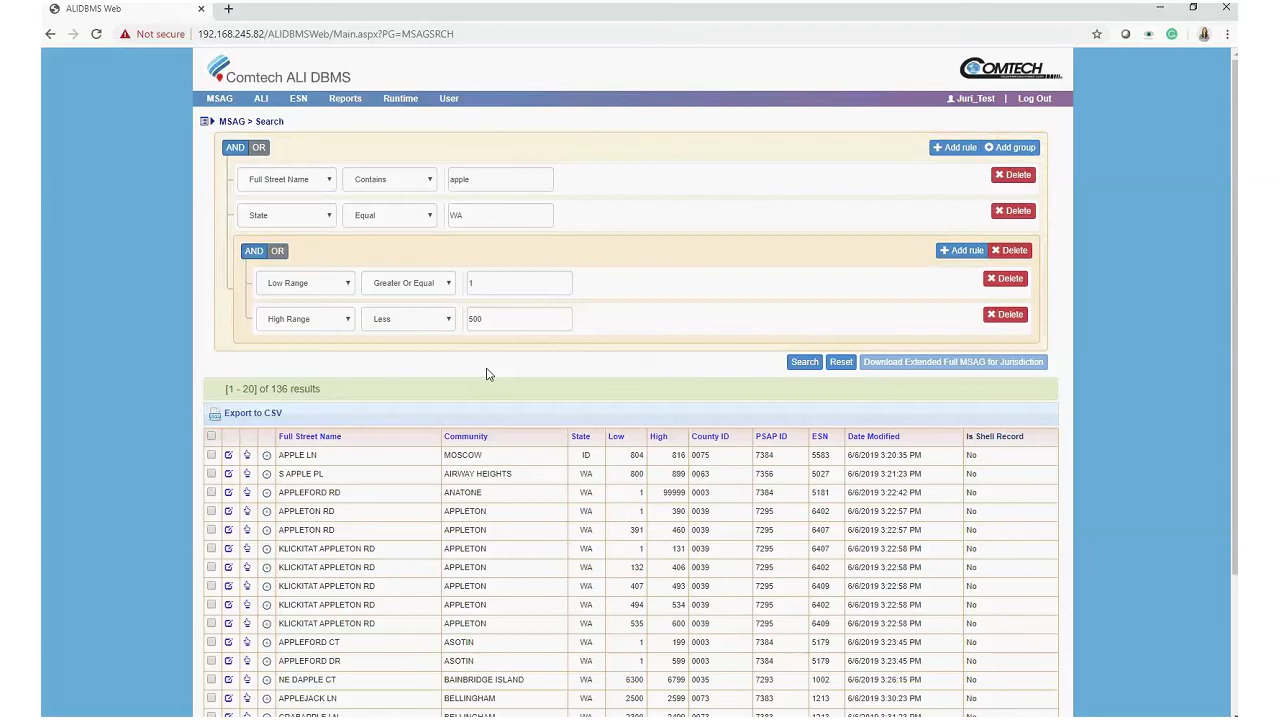 ALIDBMS Web
Not secure 192.168.245.82/ALIDBMSWeb/Main.aspx?PG=MSAGSRCH
Comtech ALI DBMS
COMTECH
MSAG ALI ESN Reports Runtime User Juri_Test | Log Out
MSAG > Search
AND OR Add rule Add group
Full Street Name Contains apple Delete
State Equal WA Delete
AND OR Add rule Delete
Low Range Greater Or Equal 1 Delete
High Range Less 500 Delete
Search Reset Download Extended Full MSAG for Jurisdiction
[1 - 20] of 136 results
Export to CSV
Full Street Name Community State Low High County ID PSAP ID ESN Date Modified Is Shell Record
APPLE LN MOSCOW ID 804 816 0075 7384 5583 6/6/2019 3:20:35 PM No
S APPLE PL AIRWAY HEIGHTS WA 800 899 0063 7356 5027 6/6/2019 3:21:23 PM No
APPLEFORD RD ANATONE WA 1 99999 0003 7384 5181 6/6/2019 3:22:42 PM No
APPLETON RD APPLETON WA 1 390 0039 7295 6402 6/6/2019 3:22:57 PM No
APPLETON RD APPLETON WA 391 460 0039 7295 6407 6/6/2019 3:22:57 PM No
KLICKITAT APPLETON RD APPLETON WA 1 131 0039 7295 6407 6/6/2019 3:22:58 PM No
KLICKITAT APPLETON RD APPLETON WA 132 406 0039 7295 6402 6/6/2019 3:22:58 PM No
KLICKITAT APPLETON RD APPLETON WA 407 493 0039 7295 6409 6/6/2019 3:22:58 PM No
KLICKITAT APPLETON RD APPLETON WA 494 534 0039 7295 6402 6/6/2019 3:22:58 PM No
KLICKITAT APPLETON RD APPLETON WA 535 600 0039 7295 6409 6/6/2019 3:22:58 PM No
APPLEFORD CT ASOTIN WA 1 199 0003 7384 5179 6/6/2019 3:23:45 PM No
APPLEFORD DR ASOTIN WA 1 599 0003 7384 5179 6/6/2019 3:23:45 PM No
NE DAPPLE CT BAINBRIDGE ISLAND WA 6300 6799 0035 7293 1002 6/6/2019 3:26:15 PM No
APPLEJACK LN BELLINGHAM WA 2500 2599 0073 7383 1213 6/6/2019 3:30:23 PM No